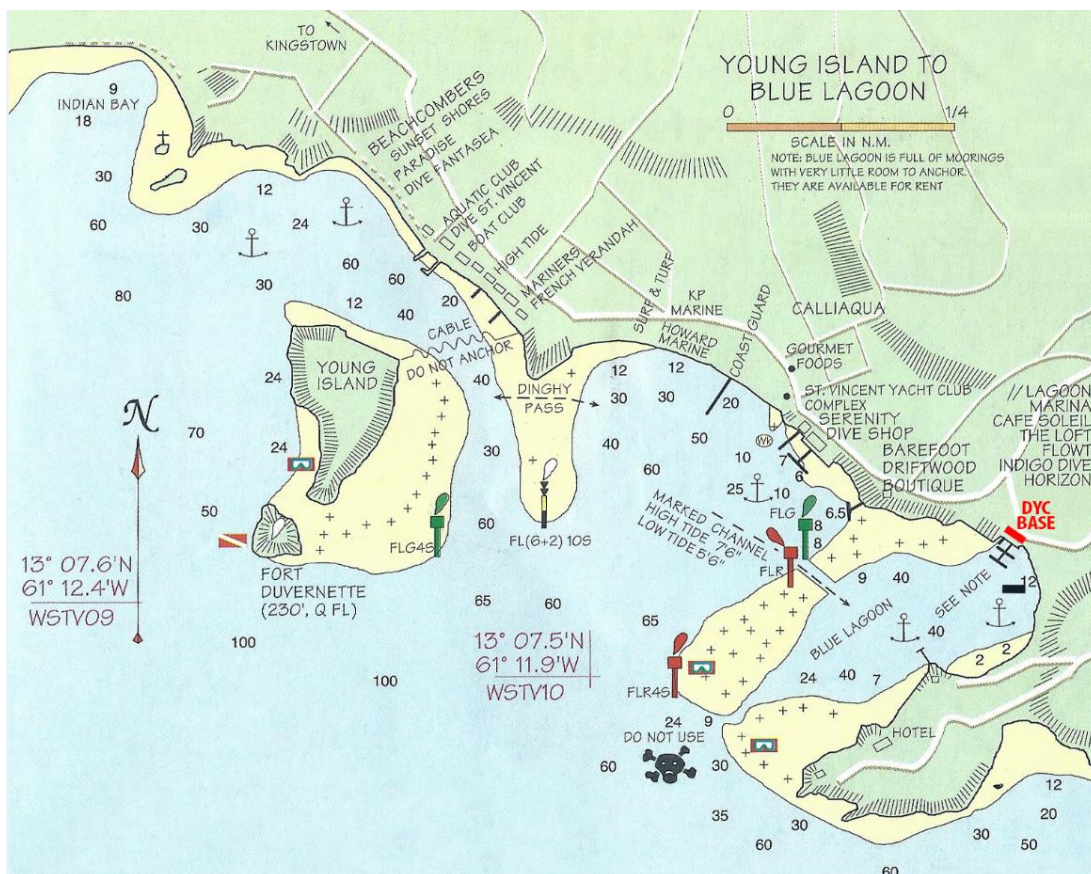 TO
KINGSTOWN
YOUNG ISLAND TO
BLUE LAGOON
0 1/4
SCALE IN N.M.
NOTE: BLUE LAGOON IS FULL OF MOORINGS
WITH VERY LITTLE ROOM TO ANCHOR.
THEY ARE AVAILABLE FOR RENT
9
INDIAN BAY
18
30
60
30
12
24
30
80
60
60
12
40
20
BEACHCOMBERS
SUNSET SHORES
PARADISE
DIVE FANTASEA
AQUATIC CLUB
DIVE ST. VINCENT
BOAT CLUB
HIGH TIDE
MARINERS
FRENCH VERANDAH
SURF & TURF
KP
MARINE
HOWARD
MARINE
COAST GUARD
CALLIAQUA
GOURMET
FOODS
ST. VINCENT YACHT CLUB
COMPLEX
SERENITY
DIVE SHOP
BAREFOOT
DRIFTWOOD
BOUTIQUE
// LAGOON
MARINA
CAFE SOLEIL
THE LOFT
FLOWT
INDIGO DIVE
HORIZON
DYC
BASE
CABLE
DO NOT ANCHOR
YOUNG
ISLAND
24
70
24
50
40
DINGHY
PASS
30
60
12
12
30
30
40
60
50
20
WK
10
7
6
25
10
6.5
FLG
8
8
MARKED CHANNEL
HIGH TIDE 7'6"
LOW TIDE 5'6"
FLR
N
13° 07.6'N
61° 12.4'W
WSTV09
FORT
DUVERNETTE
(230', Q FL)
FLG4S
FL(6+2) 10S
65
60
65
100
100
13° 07.5'N
61° 11.9'W
WSTV10
FLR4S
9
40
SEE NOTE
12
BLUE LAGOON
40
2
2
24
40
7
24
9
DO NOT USE
60
30
HOTEL
35
60
30
12
20
30
50
60